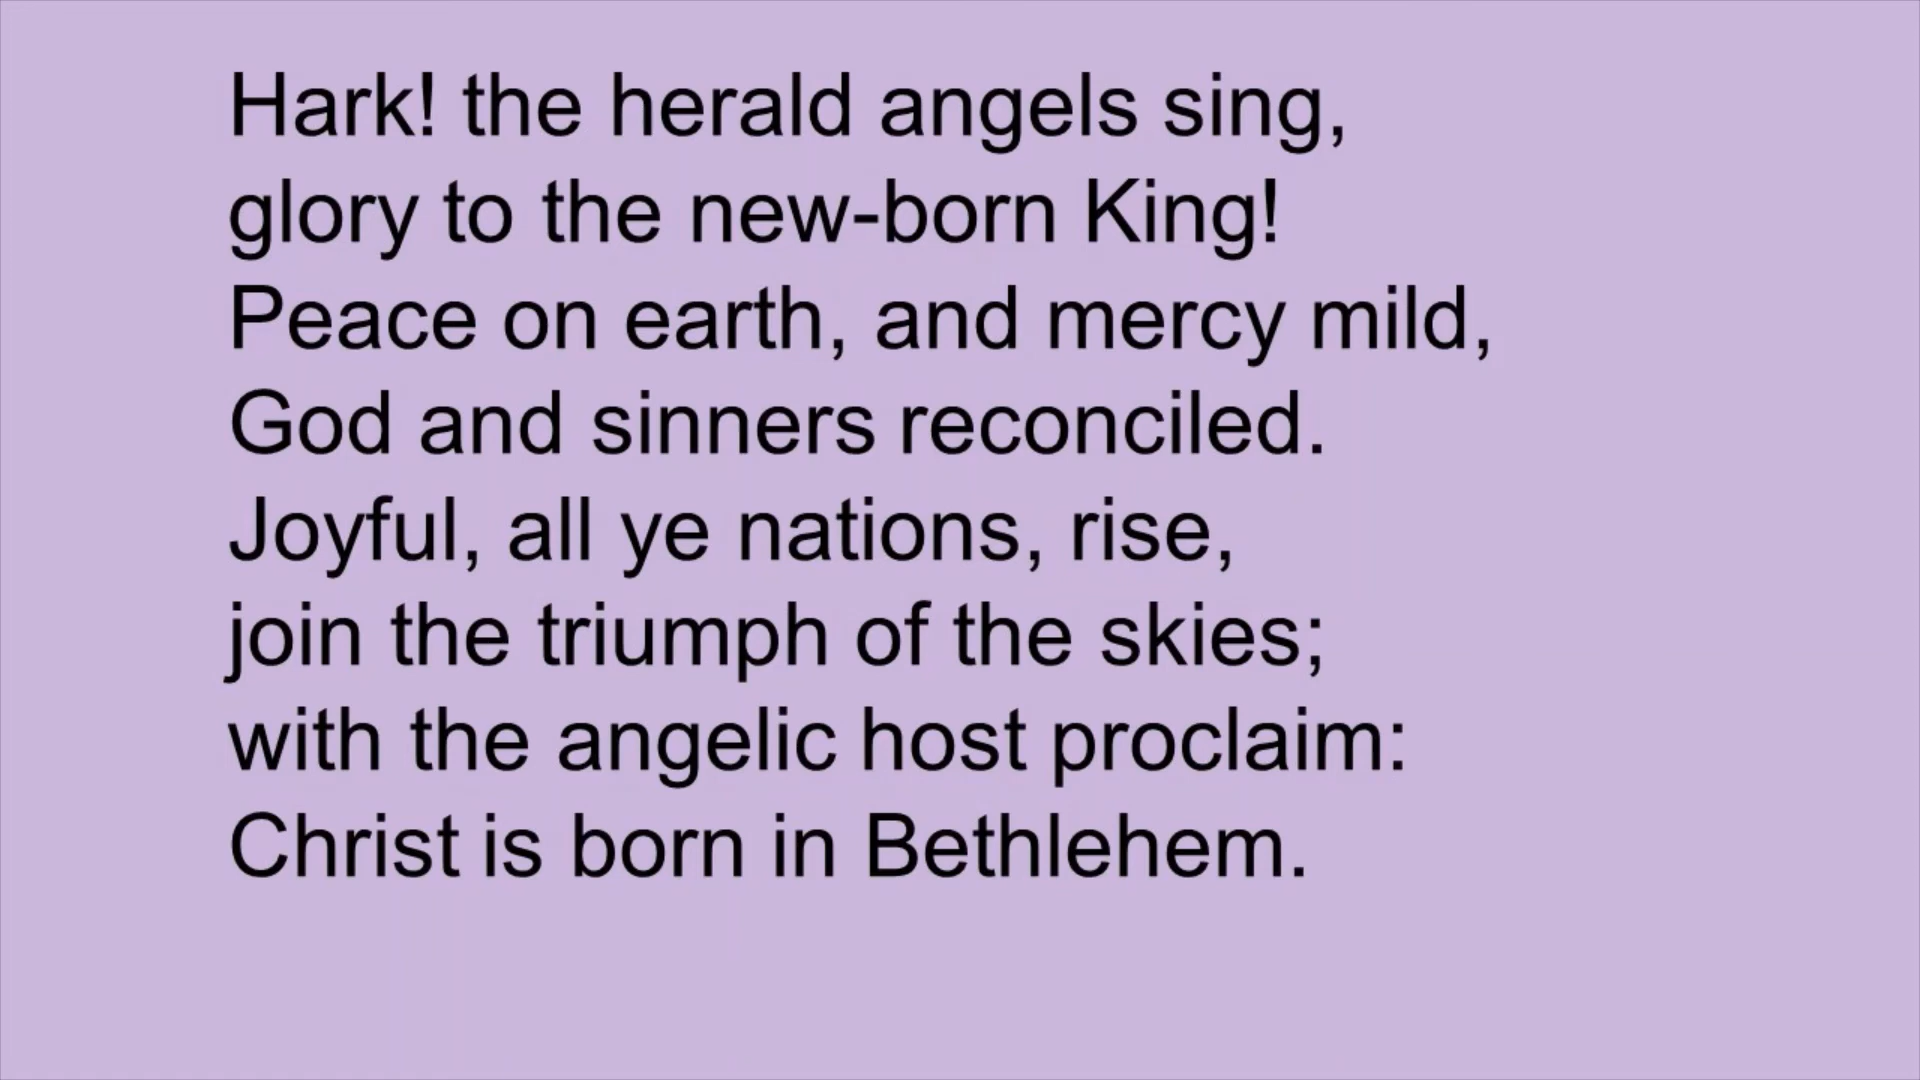 Hark! the herald angels sing,
glory to the new-born King!
Peace on earth, and mercy mild,
God and sinners reconciled.
Joyful, all ye nations, rise,
join the triumph of the skies;
with the angelic host proclaim:
Christ is born in Bethlehem.